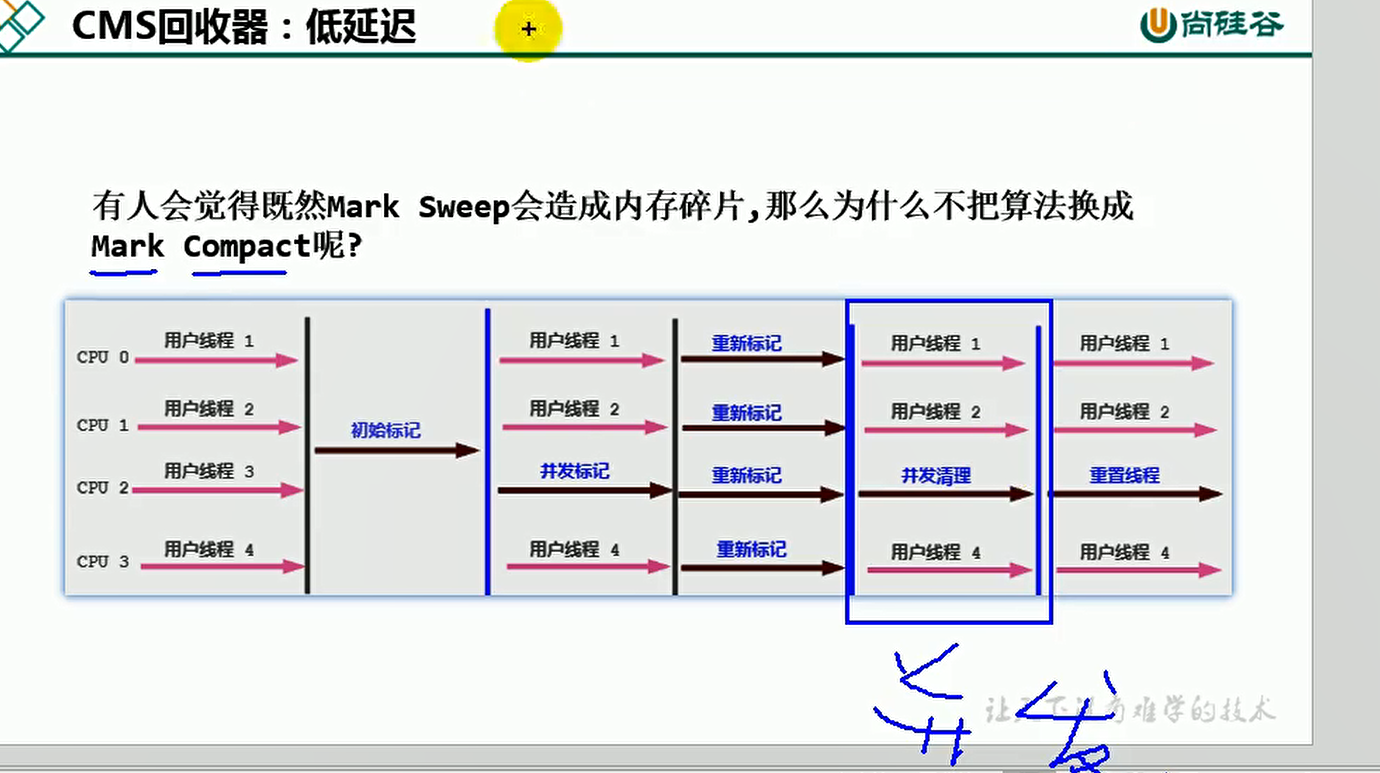 CMS回收器：低延迟
尚硅谷
有人会觉得既然Mark Sweep会造成内存碎片,那么为什么不把算法换成
Mark Compact呢?
CPU 0 用户线程 1 用户线程 1 重新标记 用户线程 1 用户线程 1
CPU 1 用户线程 2 用户线程 2 重新标记 用户线程 2 用户线程 2
初始标记
CPU 2 用户线程 3 并发标记 重新标记 并发清理 重置线程
CPU 3 用户线程 4 用户线程 4 重新标记 用户线程 4 用户线程 4
让天下没有难学的技术
并发